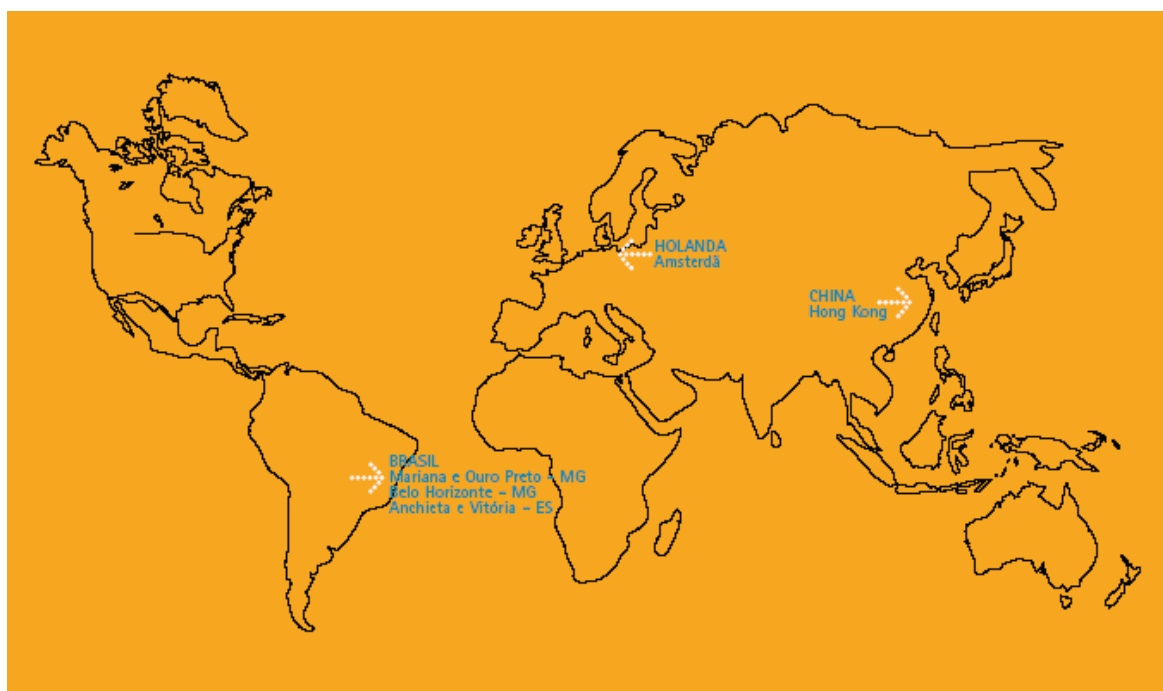 HOLANDA
Amsterdã
CHINA
Hong Kong
BRASIL
Mariana e Ouro Preto – MG
Belo Horizonte – MG
Anchieta e Vitória – ES